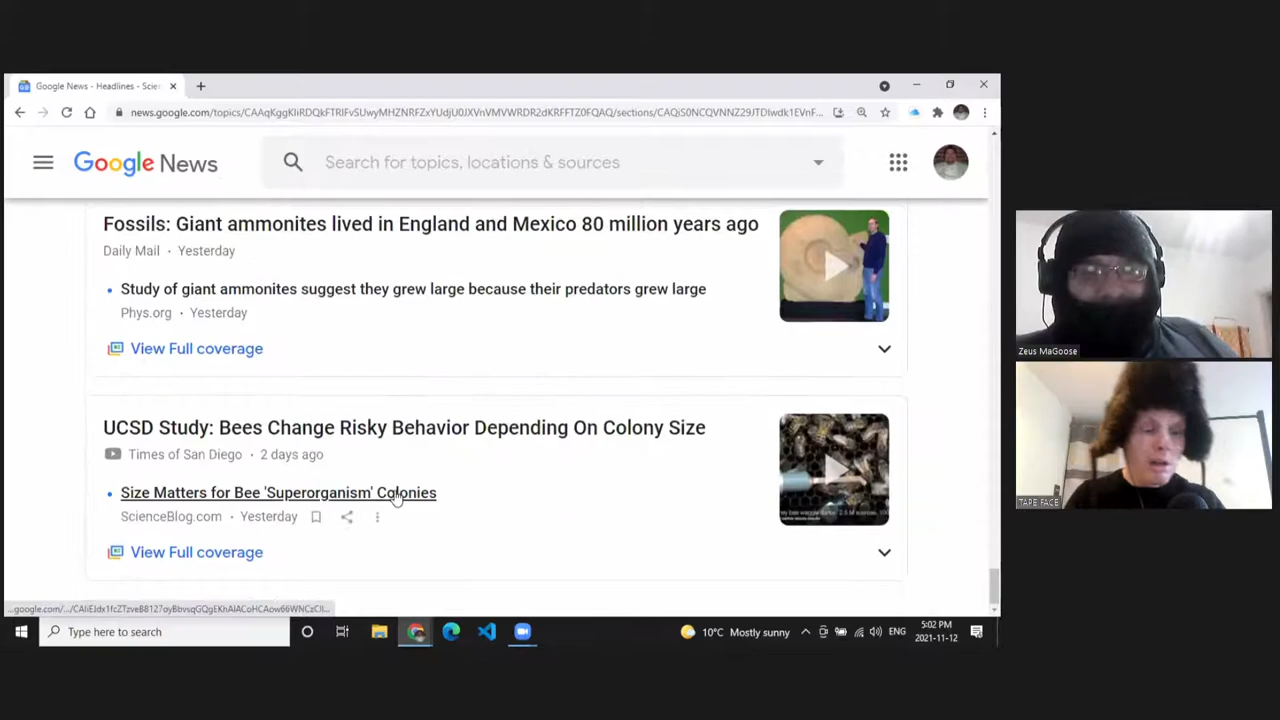 Google News - Headlines - Scie
news.google.com/topics/
Google News
Search for topics, locations & sources
Fossils: Giant ammonites lived in England and Mexico 80 million years ago
Daily Mail · Yesterday
Study of giant ammonites suggest they grew large because their predators grew large
Phys.org · Yesterday
View Full coverage
UCSD Study: Bees Change Risky Behavior Depending On Colony Size
Times of San Diego · 2 days ago
Size Matters for Bee 'Superorganism' Colonies
ScienceBlog.com · Yesterday
View Full coverage
Type here to search
10°C Mostly sunny
ENG
5:02 PM
2021-11-12
Zeus MaGoose
TAPE FACE